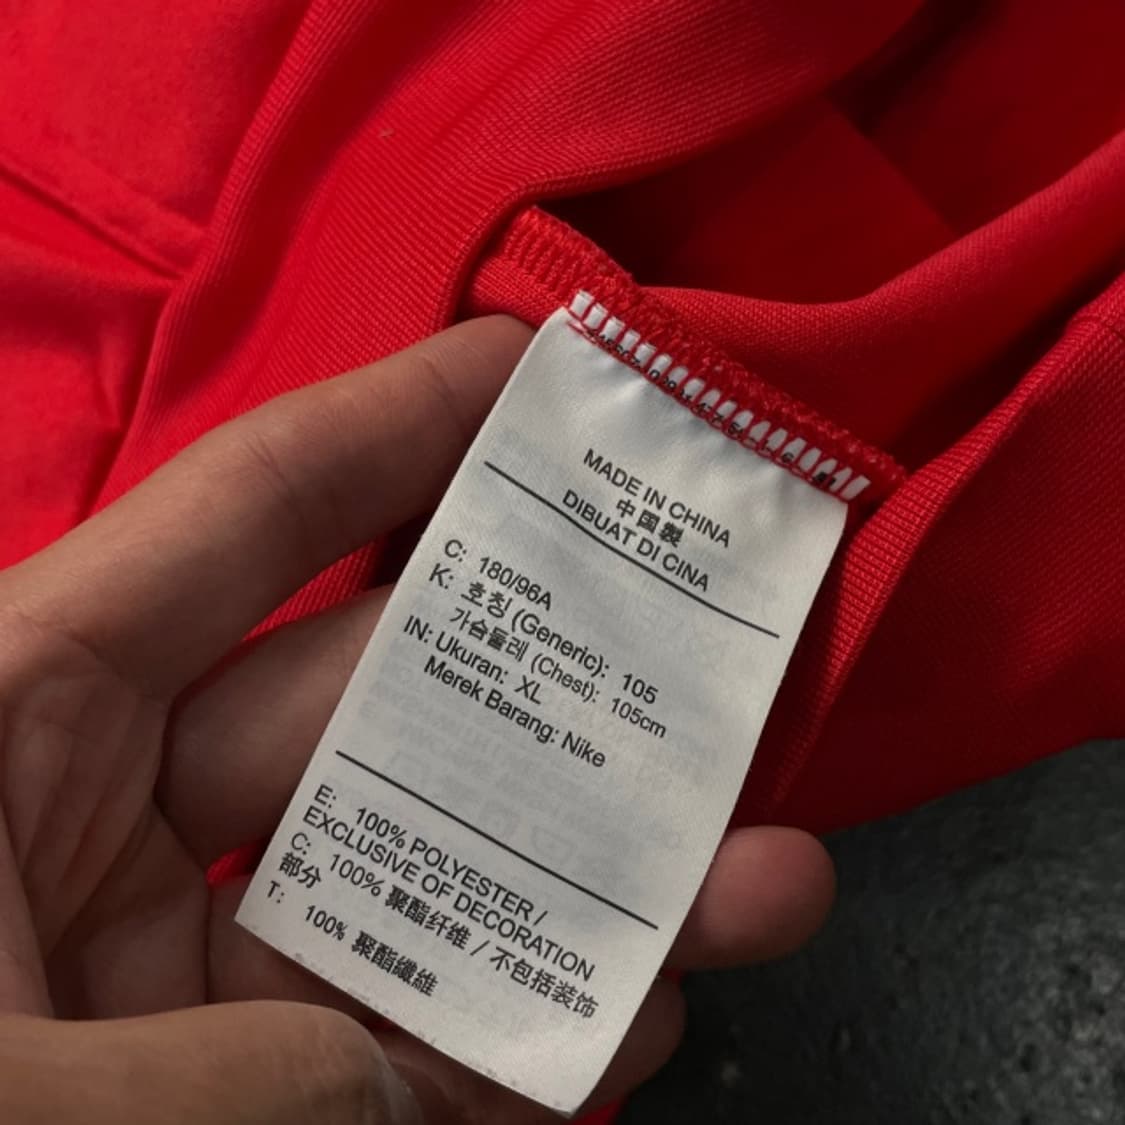 MADE IN CHINA
中国製
DIBUAT DI CINA
C: 180/96A
K: 호칭 (Generic): 105
가슴둘레 (Chest): 105cm
IN: Ukuran: XL
Merek Barang: Nike
E: 100% POLYESTER /
EXCLUSIVE OF DECORATION
C: 100% 聚酯纤维 / 不包括装饰
部分
T: 100% 聚酯纖維